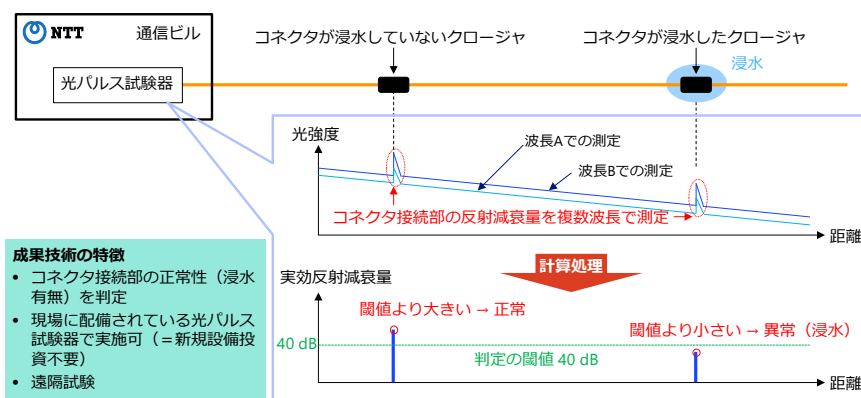 NTT
通信ビル
光パルス試験器
コネクタが浸水していないクロージャ
コネクタが浸水したクロージャ
浸水
光強度
波長Aでの測定
波長Bでの測定
コネクタ接続部の反射減衰量を複数波長で測定
距離
計算処理
成果技術の特徴
• コネクタ接続部の正常性（浸水
有無）を判定
• 現場に配備されている光パルス
試験器で実施可（＝新規設備投
資不要）
• 遠隔試験
実効反射減衰量
閾値より大きい → 正常
閾値より小さい → 異常（浸水）
40 dB
判定の閾値 40 dB
距離